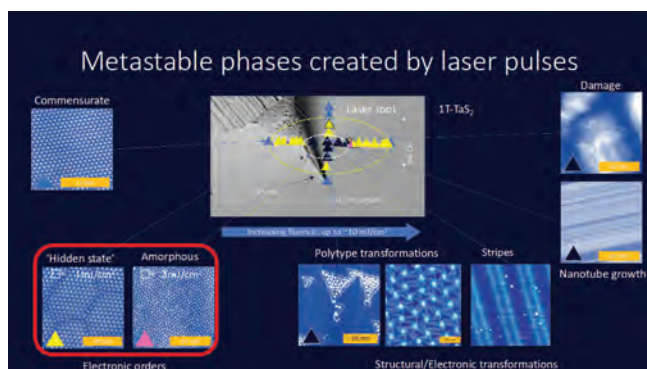 Metastable phases created by laser pulses
Commensurate
Laser spot
1T-TaS₂
Damage
Increasing fluence: up to ~10 mJ/cm²
'Hidden state'
Amorphous
Polytype transformations
Stripes
Nanotube growth
Electronic orders
Structural/Electronic transformations